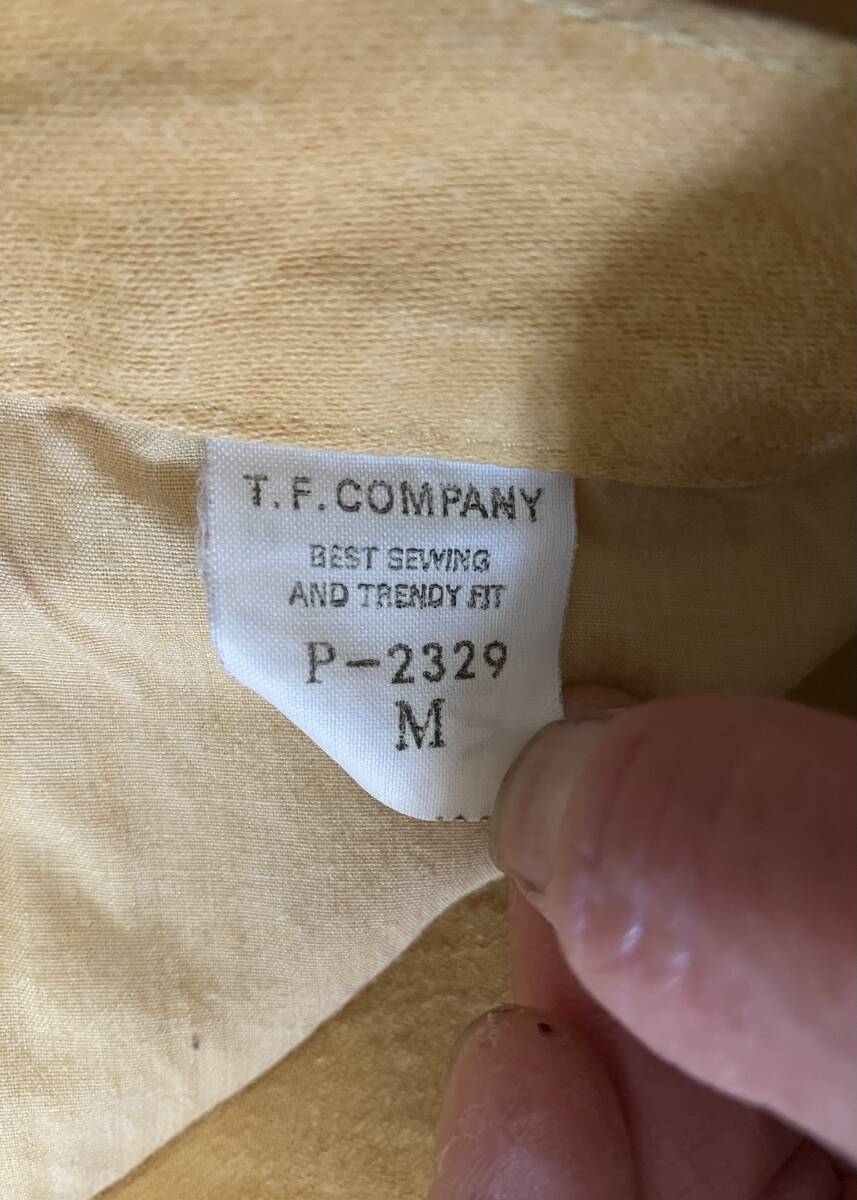 T.F.COMPANY
BEST SEWING
AND TRENDY FIT
P-2329
M